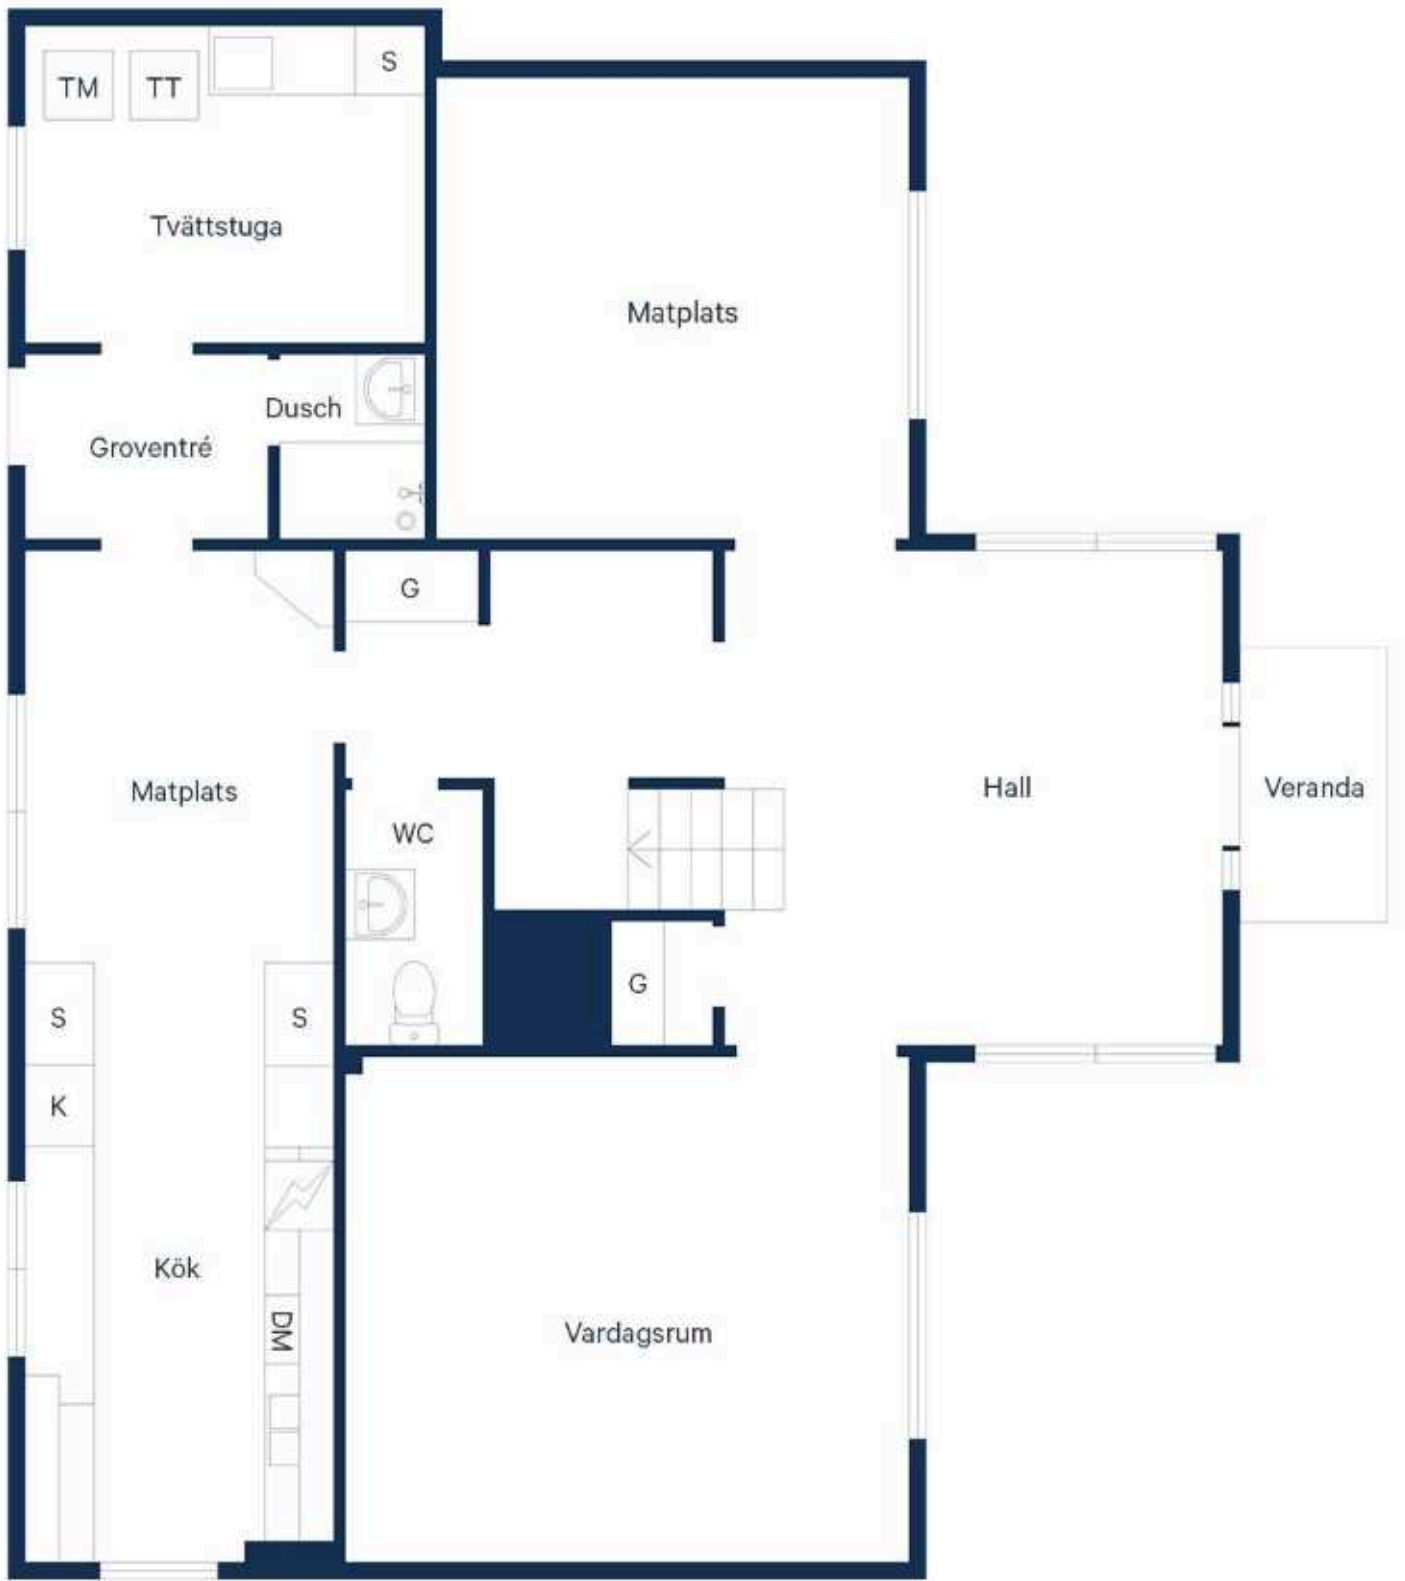 TM
TT
S
Tvättstuga
Matplats
Dusch
Groventré
G
Matplats
WC
Hall
Veranda
G
S
S
K
Kök
DM
Vardagsrum